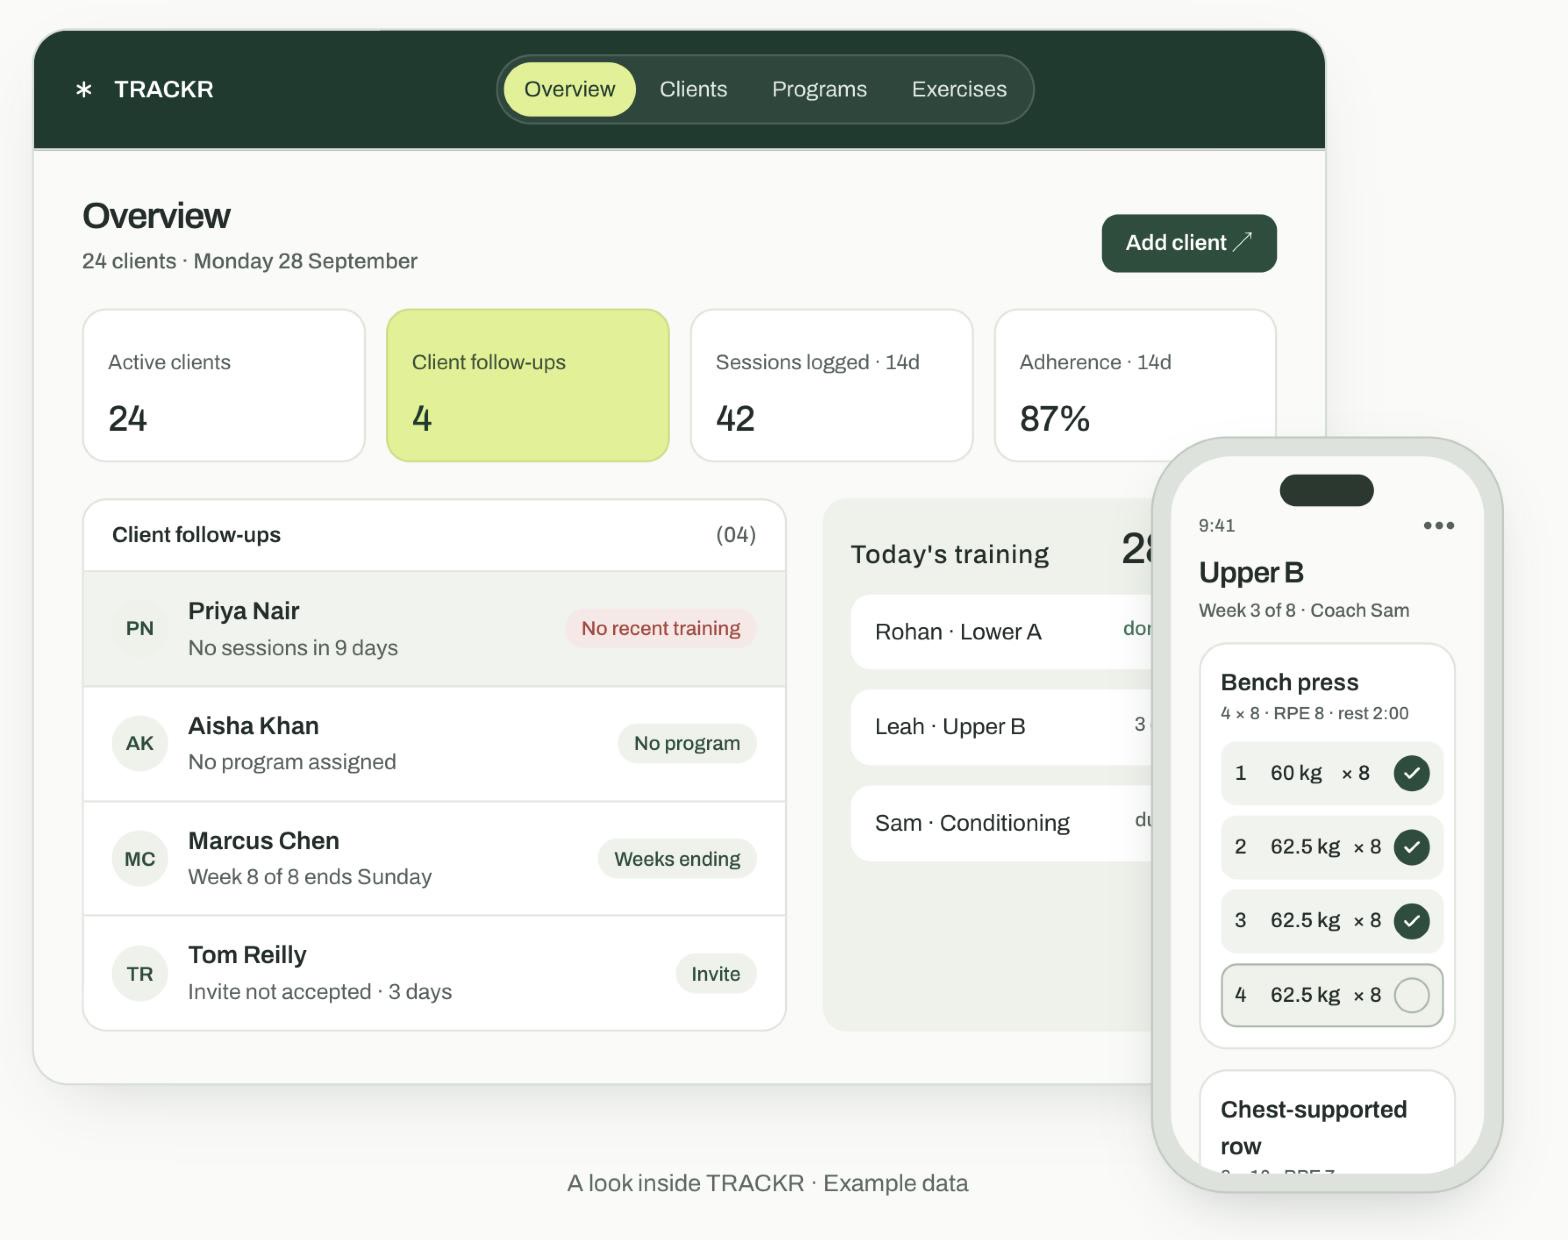 TRACKR
Overview Clients Programs Exercises
Overview
24 clients · Monday 28 September
Add client ↗
Active clients
24
Client follow-ups
4
Sessions logged · 14d
42
Adherence · 14d
87%
Client follow-ups (04)
PN
Priya Nair
No sessions in 9 days
No recent training
AK
Aisha Khan
No program assigned
No program
MC
Marcus Chen
Week 8 of 8 ends Sunday
Weeks ending
TR
Tom Reilly
Invite not accepted · 3 days
Invite
Today's training
Rohan · Lower A
Leah · Upper B
3
Sam · Conditioning
9:41
Upper B
Week 3 of 8 · Coach Sam
Bench press
4 × 8 · RPE 8 · rest 2:00
1 60 kg × 8
2 62.5 kg × 8
3 62.5 kg × 8
4 62.5 kg × 8
Chest-supported
row
A look inside TRACKR · Example data